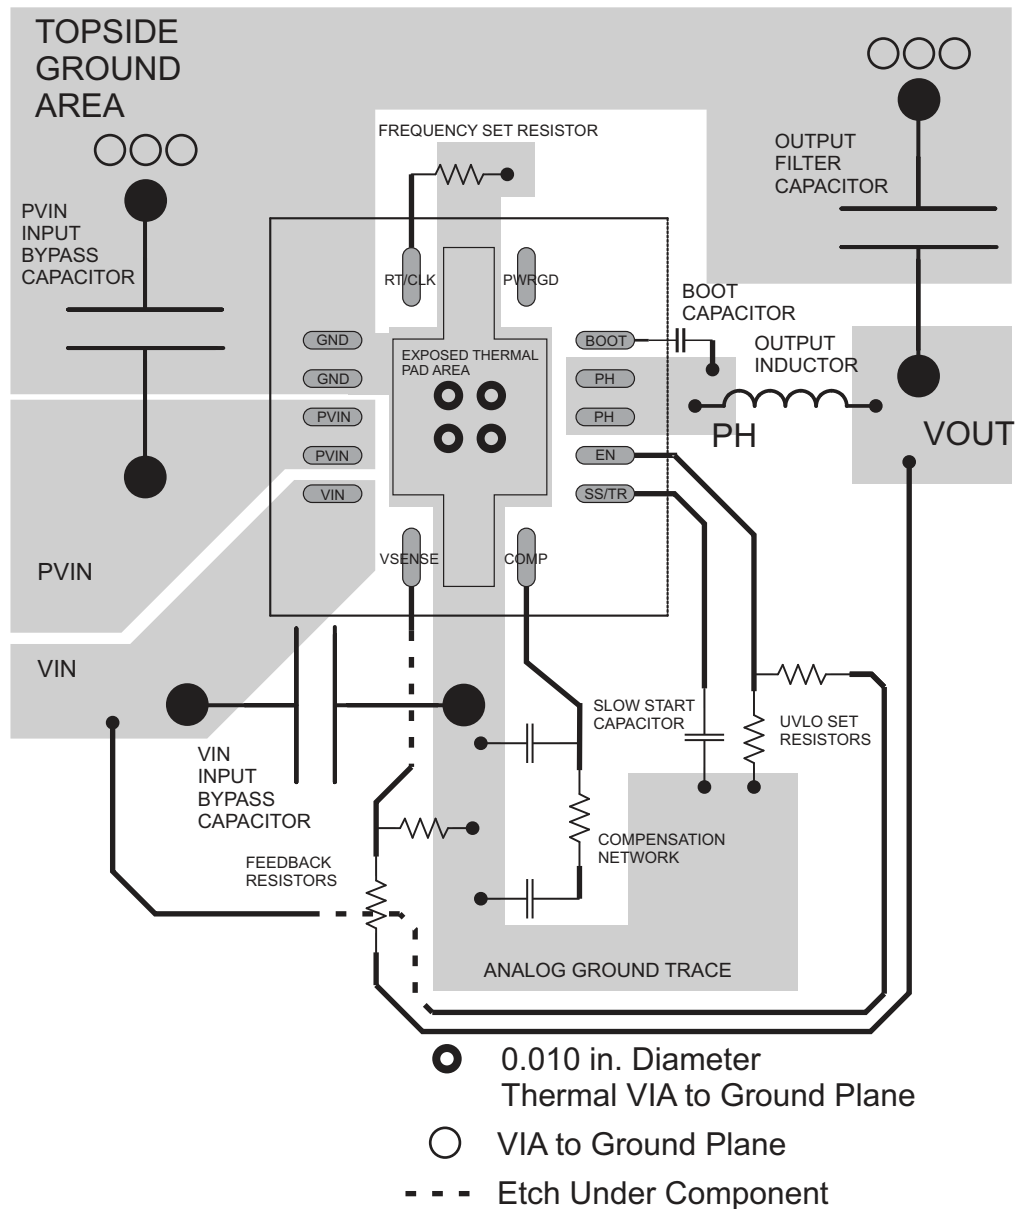 TOPSIDE
GROUND
AREA
FREQUENCY SET RESISTOR
OUTPUT
FILTER
CAPACITOR
PVIN
INPUT
BYPASS
CAPACITOR
RT/CLK
PWRGD
BOOT
CAPACITOR
GND
EXPOSED THERMAL
PAD AREA
BOOT
OUTPUT
INDUCTOR
GND
PH
PVIN
PH
PH
VOUT
PVIN
EN
VIN
SS/TR
VSENSE
COMP
PVIN
VIN
SLOW START
CAPACITOR
UVLO SET
RESISTORS
VIN
INPUT
BYPASS
CAPACITOR
COMPENSATION
NETWORK
FEEDBACK
RESISTORS
ANALOG GROUND TRACE
0.010 in. Diameter
Thermal VIA to Ground Plane
VIA to Ground Plane
Etch Under Component